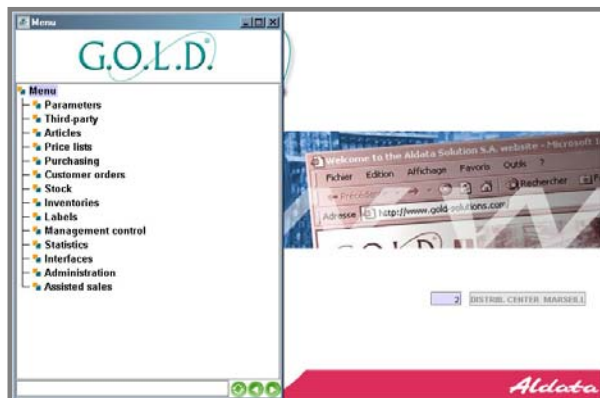 Menu
G.O.L.D.
Menu
Parameters
Third-party
Articles
Price lists
Purchasing
Customer orders
Stock
Inventories
Labels
Management control
Statistics
Interfaces
Administration
Assisted sales
Welcome to the Aldata Solution S.A. website - Microsoft I
Fichier Edition Affichage Favoris Outils ?
Précédente Rechercher
Adresse http://www.gold-solutions.com
2 DISTRIB. CENTER MARSEILL
Aldata